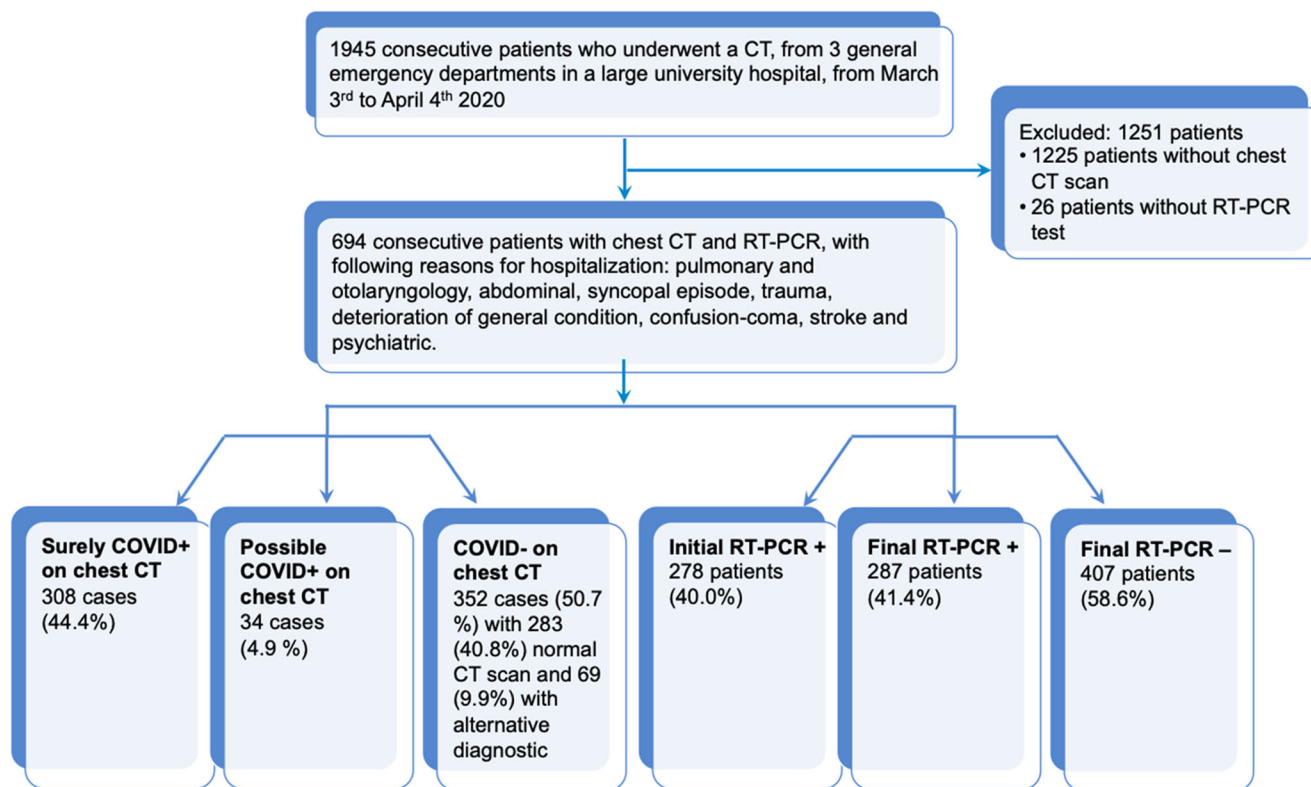 1945 consecutive patients who underwent a CT, from 3 general
emergency departments in a large university hospital, from March
3rd to April 4th 2020
Excluded: 1251 patients
• 1225 patients without chest
CT scan
• 26 patients without RT-PCR
test
694 consecutive patients with chest CT and RT-PCR, with
following reasons for hospitalization: pulmonary and
otolaryngology, abdominal, syncopal episode, trauma,
deterioration of general condition, confusion-coma, stroke and
psychiatric.
Surely COVID+
on chest CT
308 cases
(44.4%)
Possible
COVID+ on
chest CT
34 cases
(4.9 %)
COVID- on
chest CT
352 cases (50.7
%) with 283
(40.8%) normal
CT scan and 69
(9.9%) with
alternative
diagnostic
Initial RT-PCR +
278 patients
(40.0%)
Final RT-PCR +
287 patients
(41.4%)
Final RT-PCR –
407 patients
(58.6%)